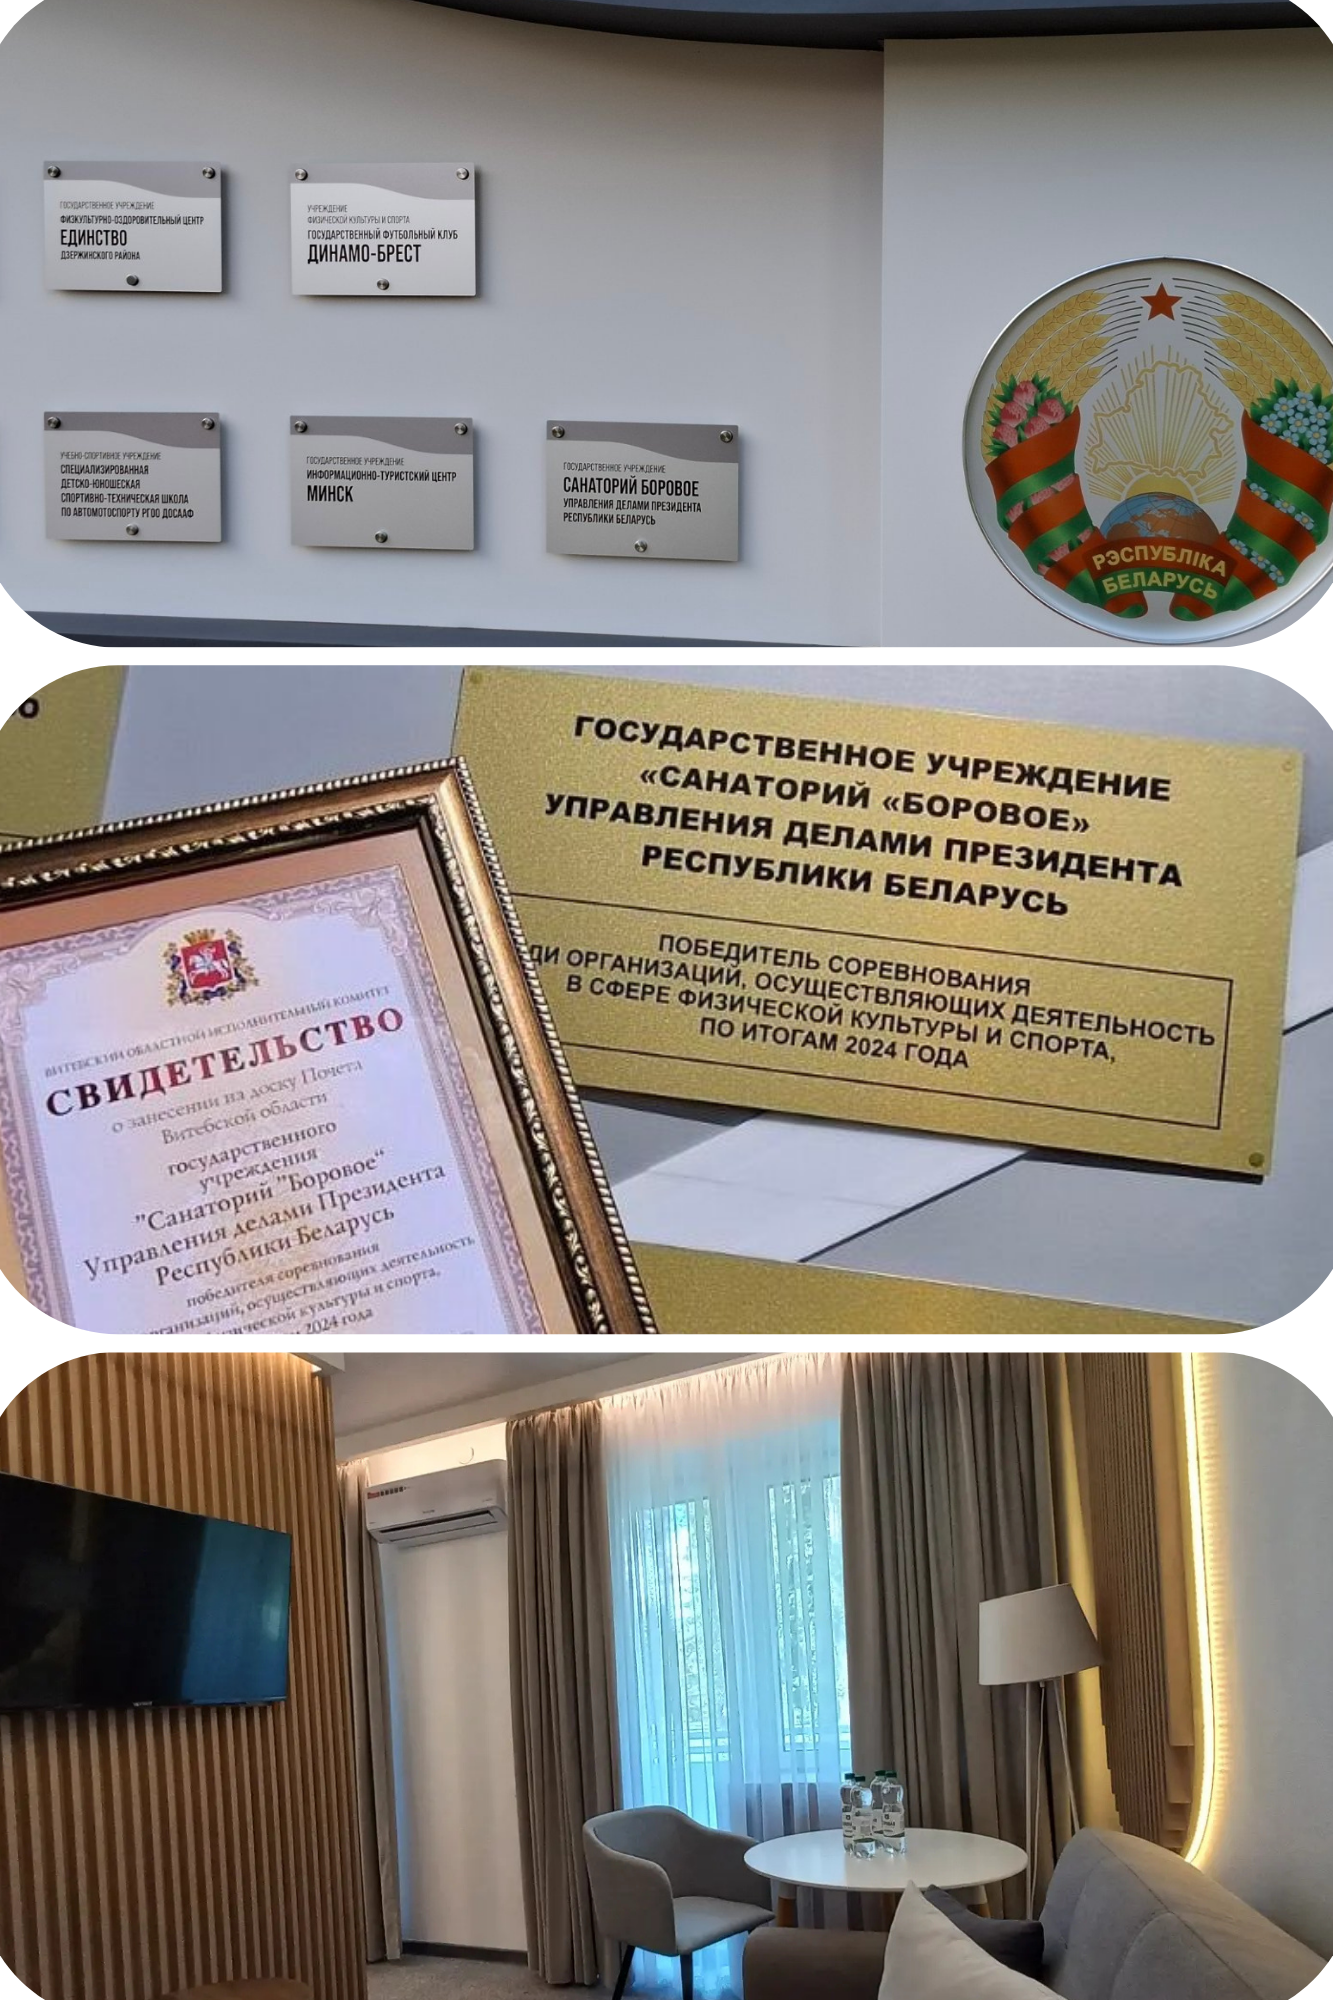 ГОСУДАРСТВЕННОЕ УЧРЕЖДЕНИЕ
ФИЗКУЛЬТУРНО-ОЗДОРОВИТЕЛЬНЫЙ ЦЕНТР
ЕДИНСТВО
ДЗЕРЖИНСКОГО РАЙОНА
УЧРЕЖДЕНИЕ
ФИЗИЧЕСКОЙ КУЛЬТУРЫ И СПОРТА
ГОСУДАРСТВЕННЫЙ ФУТБОЛЬНЫЙ КЛУБ
ДИНАМО-БРЕСТ
УЧЕБНО-СПОРТИВНОЕ УЧРЕЖДЕНИЕ
СПЕЦИАЛИЗИРОВАННАЯ
ДЕТСКО-ЮНОШЕСКАЯ
СПОРТИВНО-ТЕХНИЧЕСКАЯ ШКОЛА
ПО АВТОМОТОСПОРТУ РГОО ДОСААФ
ГОСУДАРСТВЕННОЕ УЧРЕЖДЕНИЕ
ИНФОРМАЦИОННО-ТУРИСТСКИЙ ЦЕНТР
МИНСК
ГОСУДАРСТВЕННОЕ УЧРЕЖДЕНИЕ
САНАТОРИЙ БОРОВОЕ
УПРАВЛЕНИЯ ДЕЛАМИ ПРЕЗИДЕНТА
РЕСПУБЛИКИ БЕЛАРУСЬ
РЭСПУБЛІКА
БЕЛАРУСЬ
ГОСУДАРСТВЕННОЕ УЧРЕЖДЕНИЕ
«САНАТОРИЙ «БОРОВОЕ»
УПРАВЛЕНИЯ ДЕЛАМИ ПРЕЗИДЕНТА
РЕСПУБЛИКИ БЕЛАРУСЬ
ПОБЕДИТЕЛЬ СОРЕВНОВАНИЯ
ДИ ОРГАНИЗАЦИЙ, ОСУЩЕСТВЛЯЮЩИХ ДЕЯТЕЛЬНОСТЬ
В СФЕРЕ ФИЗИЧЕСКОЙ КУЛЬТУРЫ И СПОРТА,
ПО ИТОГАМ 2024 ГОДА
ВИТЕБСКИЙ ОБЛАСТНОЙ ИСПОЛНИТЕЛЬНЫЙ КОМИТЕТ
СВИДЕТЕЛЬСТВО
о занесении на доску Почета
Витебской области
государственного
учреждения
"Санаторий "Боровое"
Управления делами Президента
Республики Беларусь
победителя соревнования
организаций, осуществляющих деятельность
физической культуры и спорта,
2024 года